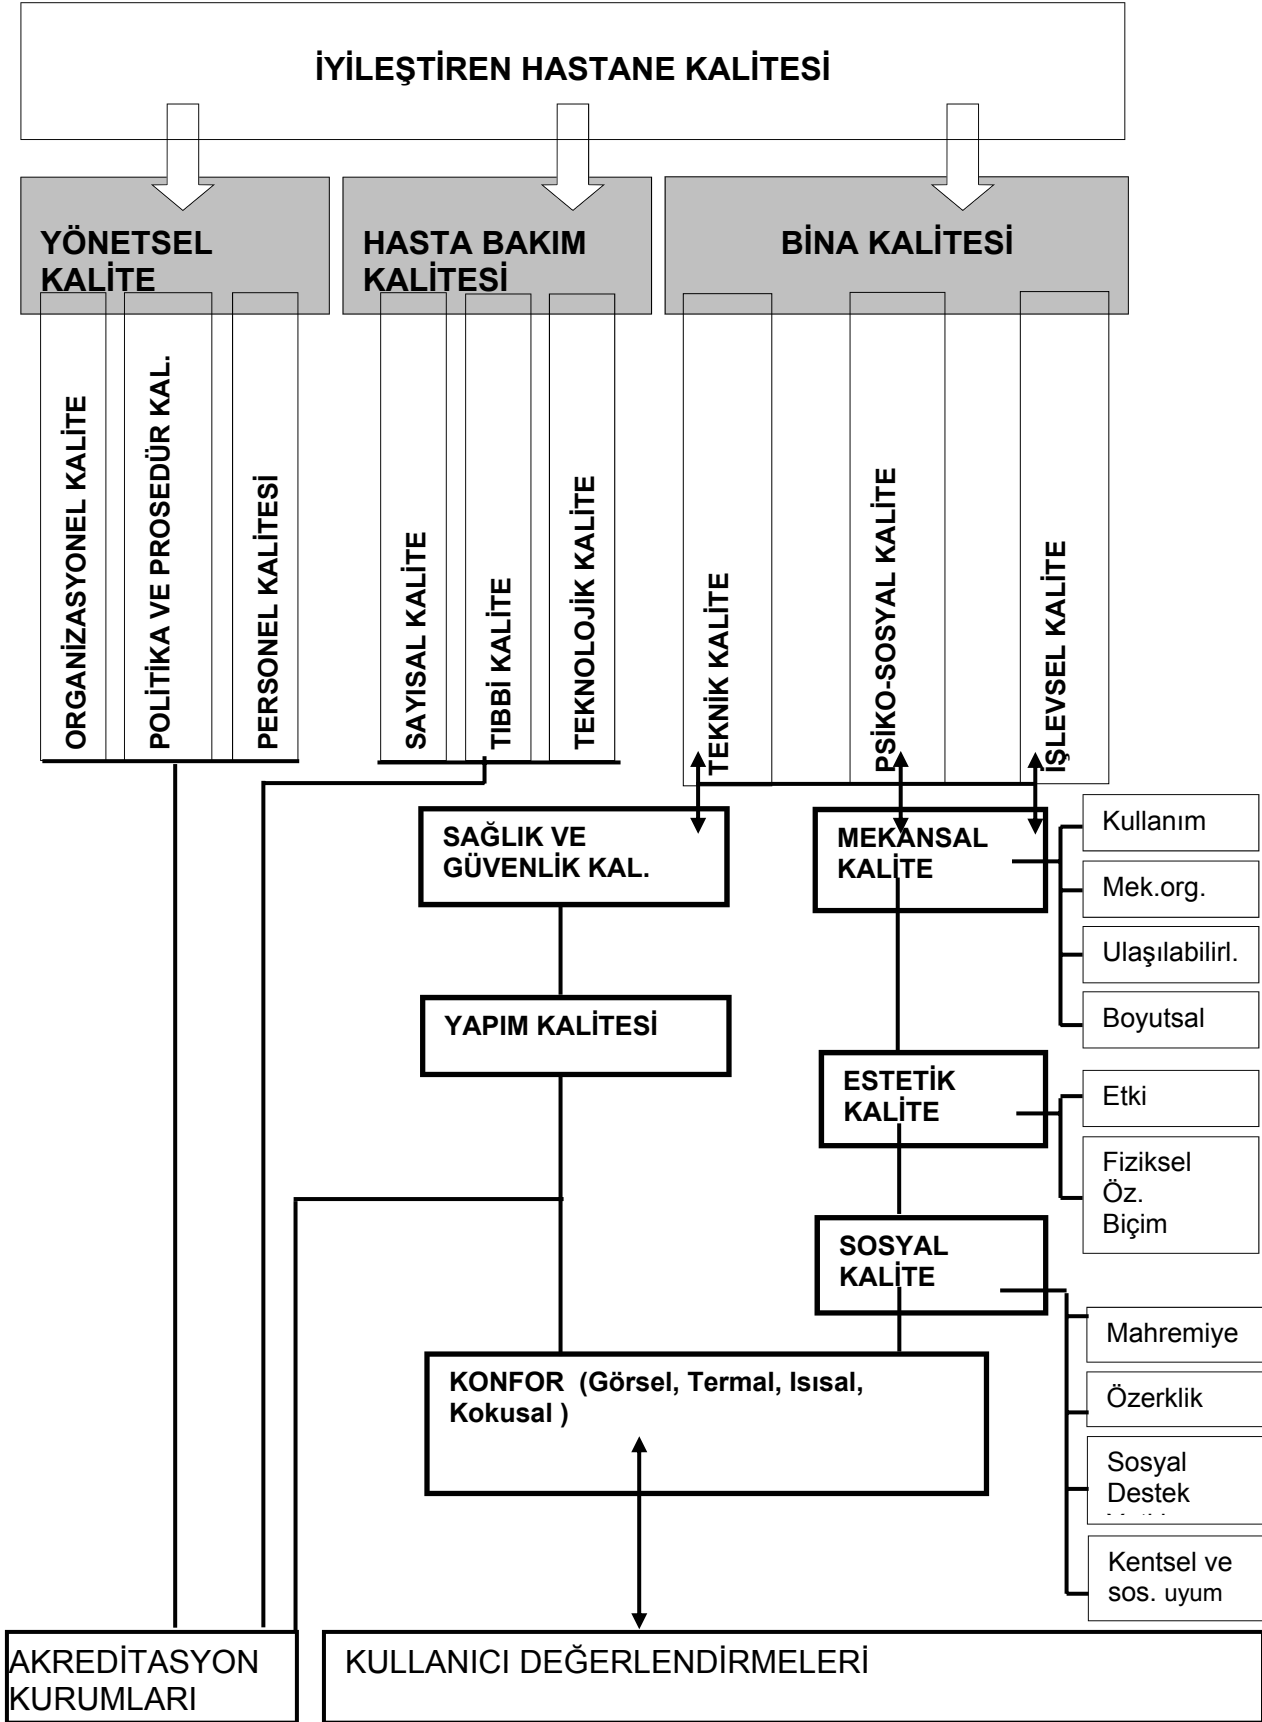 İYİLEŞTİREN HASTANE KALİTESİ
YÖNETSEL
KALİTE
HASTA BAKIM
KALİTESİ
BİNA KALİTESİ
ORGANİZASYONEL KALİTE
POLİTİKA VE PROSEDÜR KAL.
PERSONEL KALİTESİ
SAYISAL KALİTE
TIBBİ KALİTE
TEKNOLOJİK KALİTE
TEKNİK KALİTE
PSİKO-SOSYAL KALİTE
İŞLEVSEL KALİTE
SAĞLIK VE
GÜVENLİK KAL.
MEKANSAL
KALİTE
Kullanım
Mek.org.
Ulaşılabilirl.
Boyutsal
YAPIM KALİTESİ
ESTETİK
KALİTE
Etki
Fiziksel
Öz.
Biçim
SOSYAL
KALİTE
Mahremiye
Özerklik
Sosyal
Destek
Kentsel ve
sos. uyum
KONFOR (Görsel, Termal, Isısal,
Kokusal )
AKREDİTASYON
KURUMLARI
KULLANICI DEĞERLENDİRMELERİ